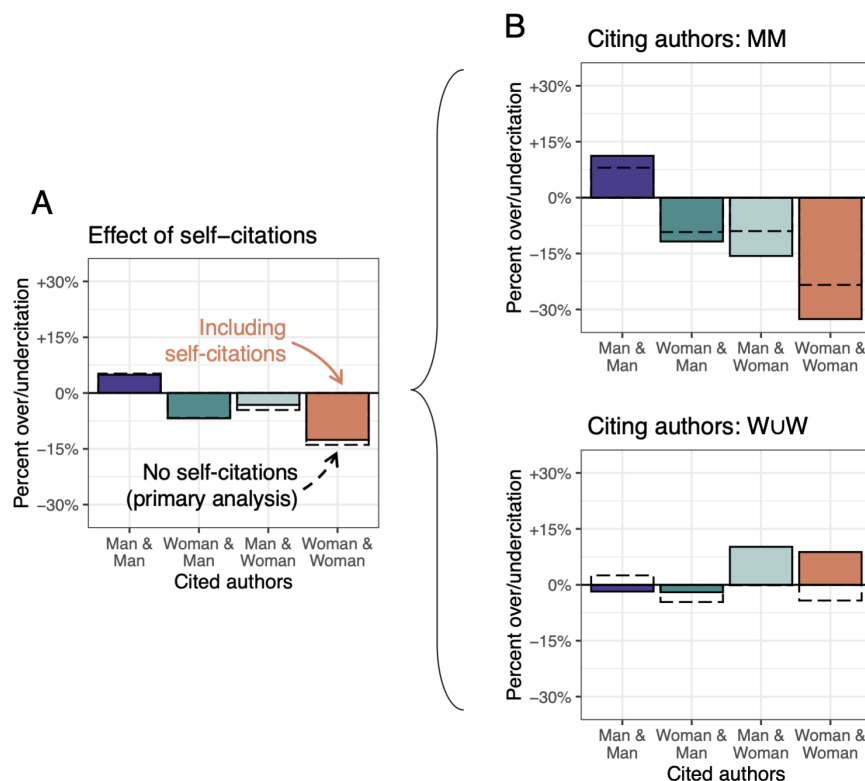 A
Effect of self−citations
Percent over/undercitation
+30%
+15%
0%
−15%
−30%
Including
self-citations
No self-citations
(primary analysis)
Man &
Man
Woman &
Man
Man &
Woman
Woman &
Woman
Cited authors
B
Citing authors: MM
Percent over/undercitation
+30%
+15%
0%
−15%
−30%
Man &
Man
Woman &
Man
Man &
Woman
Woman &
Woman
Citing authors: W∪W
Percent over/undercitation
+30%
+15%
0%
−15%
−30%
Man &
Man
Woman &
Man
Man &
Woman
Woman &
Woman
Cited authors